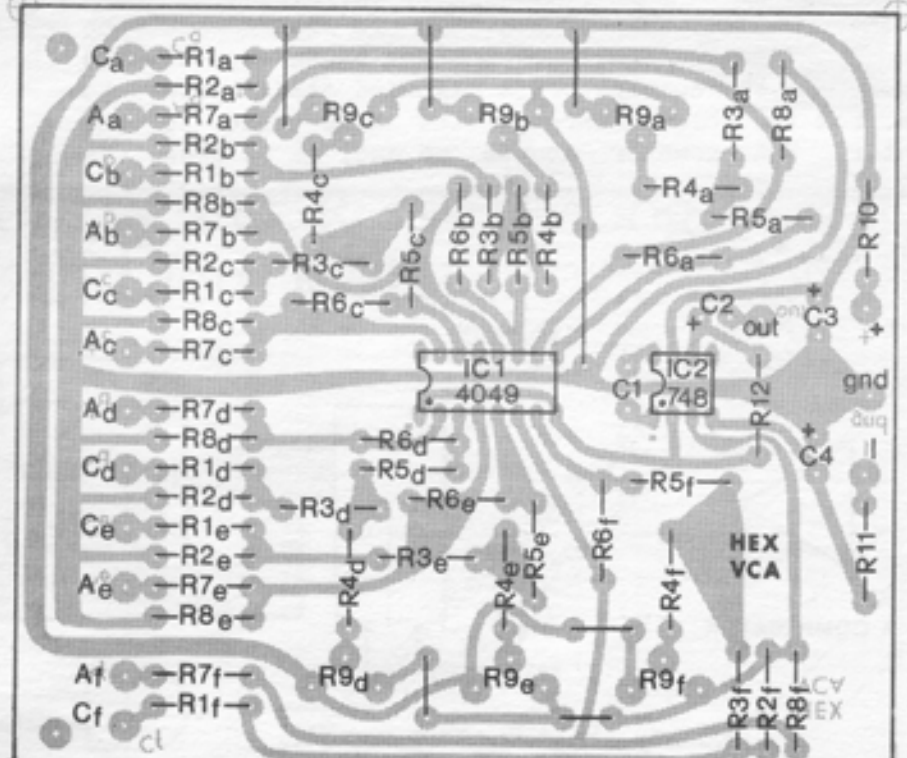 Ca R1a
R2a
Aa R7a
R2b
Cb R1b
R8b
Ab R7b
R2c
Cc R1c
R8c
Ac R7c
Ad R7d
R8d
Cd R1d
R2d
Ce R1e
R2e
Ae R7e
R8e
Af R7f
Cf R1f
R9c R9b R9a
R3a R8a
R4c
R4a
R5a
R10
R3c R5c R6b R3b R5b R4b
R6a
R6c
C2 + out
+ C3
+
IC1
4049
C1
IC2
748
R12
gnd
+ C4
R6d
R5d
R6e
R3d
R3e
R4d R4e R5e R6f
R5f
R4f
HEX
VCA
R11
R9d R9e R9f
R3f R2f R8f